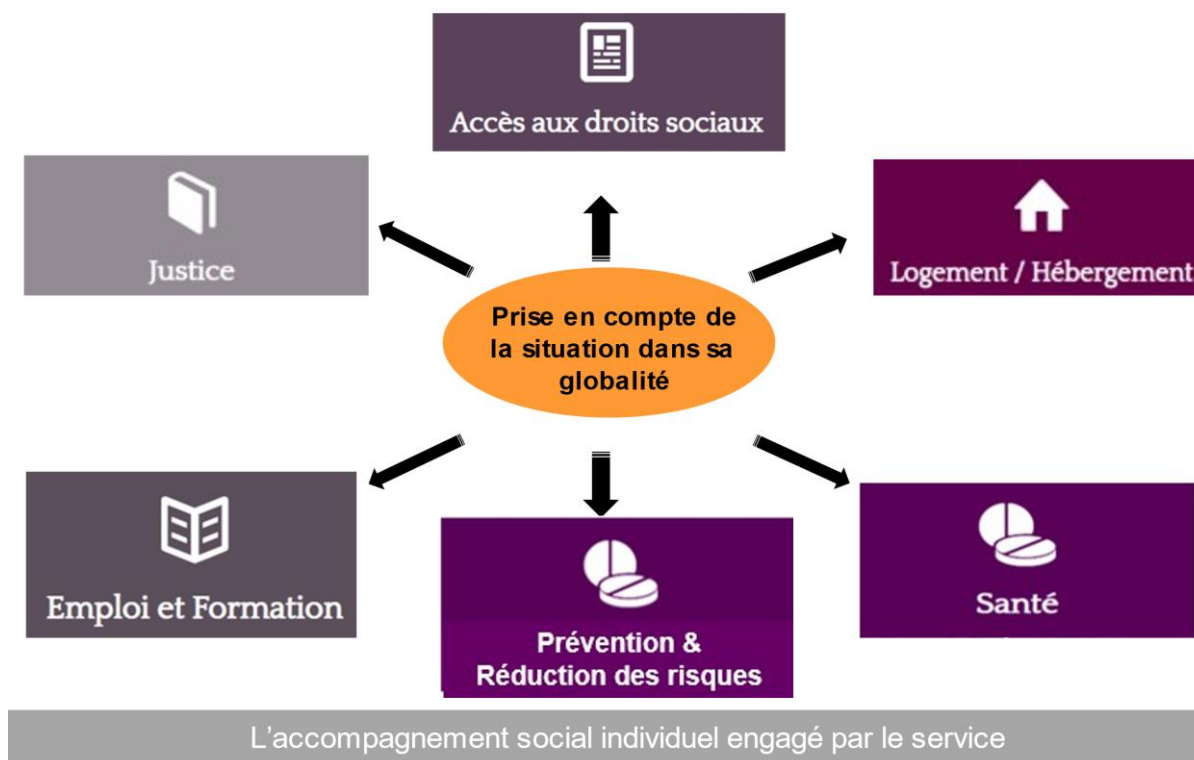 Accès aux droits sociaux
Justice
Logement / Hébergement
Prise en compte de
la situation dans sa
globalité
Emploi et Formation
Prévention &
Réduction des risques
Santé
L'accompagnement social individuel engagé par le service